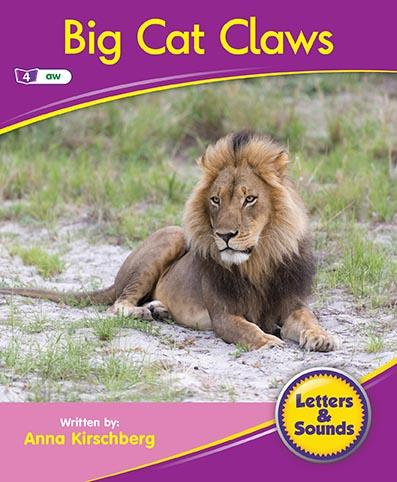 Big Cat Claws
4 aw
Written by:
Anna Kirschberg
Letters
&
Sounds